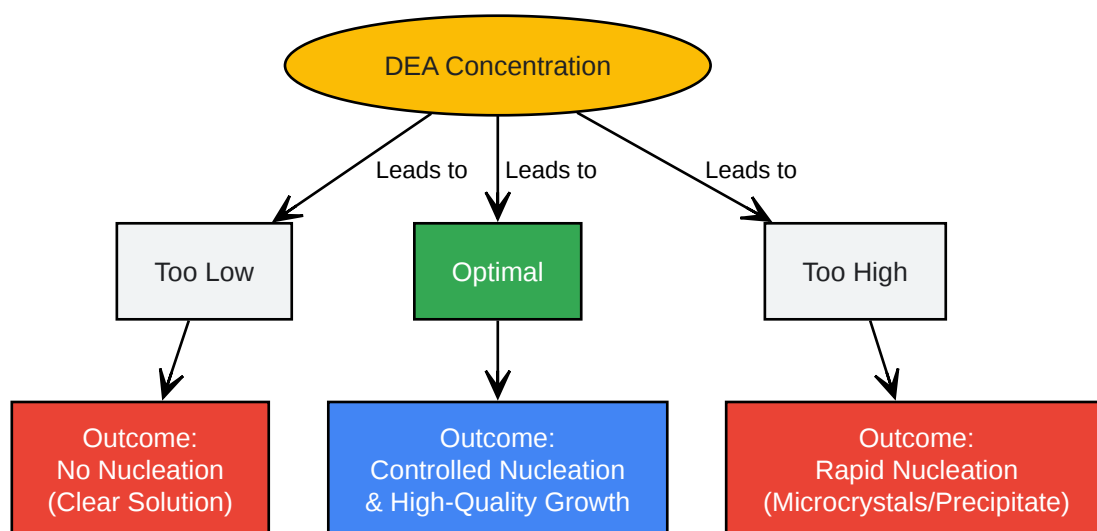 DEA Concentration
Leads to
Leads to
Leads to
Too Low
Optimal
Too High
Outcome:
No Nucleation
(Clear Solution)
Outcome:
Controlled Nucleation
& High-Quality Growth
Outcome:
Rapid Nucleation
(Microcrystals/Precipitate)